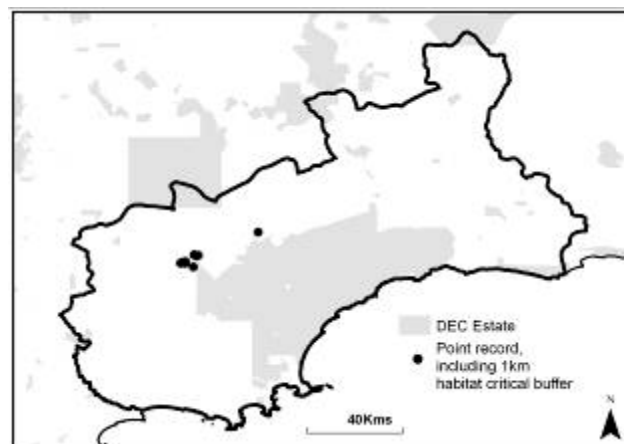 DEC Estate
Point record,
including 1km
habitat critical buffer
N
40Kms